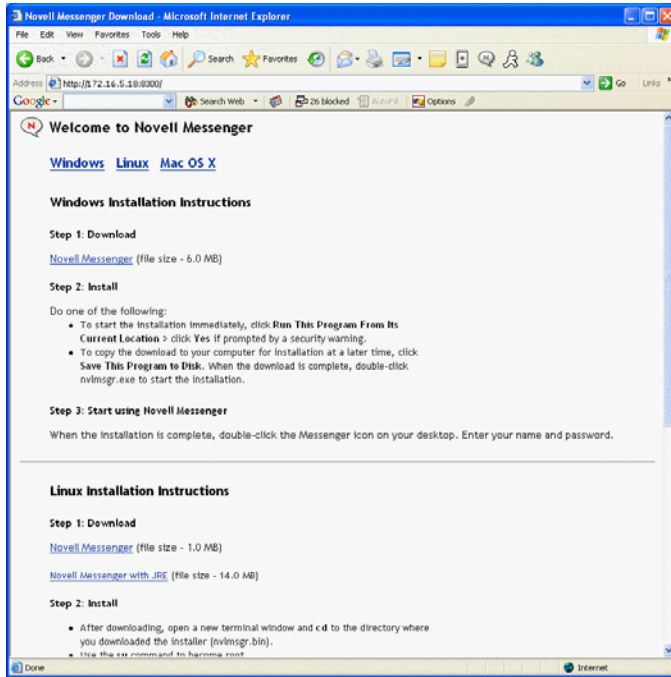 Novell Messenger Download - Microsoft Internet Explorer
File Edit View Favorites Tools Help
Back Search Favorites
Address http://172.16.5.18:8300/ Go Links
Google Search Web 26 blocked AutoFill Options
N Welcome to Novell Messenger
Windows Linux Mac OS X
Windows Installation Instructions
Step 1: Download
Novell Messenger (file size - 6.0 MB)
Step 2: Install
Do one of the following:
• To start the installation immediately, click Run This Program From Its
Current Location > click Yes if prompted by a security warning.
• To copy the download to your computer for installation at a later time, click
Save This Program to Disk. When the download is complete, double-click
nvlmsgr.exe to start the installation.
Step 3: Start using Novell Messenger
When the installation is complete, double-click the Messenger icon on your desktop. Enter your name and password.
Linux Installation Instructions
Step 1: Download
Novell Messenger (file size - 1.0 MB)
Novell Messenger with JRE (file size - 14.0 MB)
Step 2: Install
• After downloading, open a new terminal window and cd to the directory where
you downloaded the installer (nvlmsgr.bin).
• Use the su command to become root
Done Internet